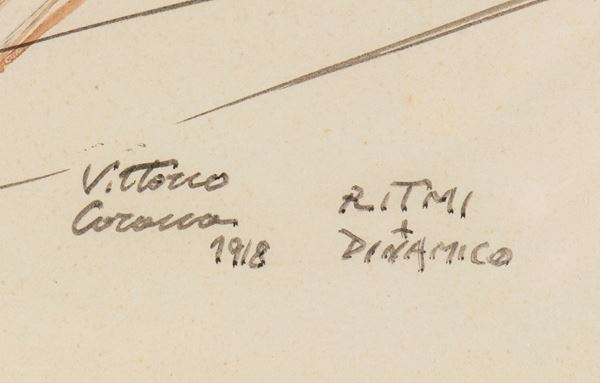 Vittorio
Corona
1918
RITMI
+
DINAMICO